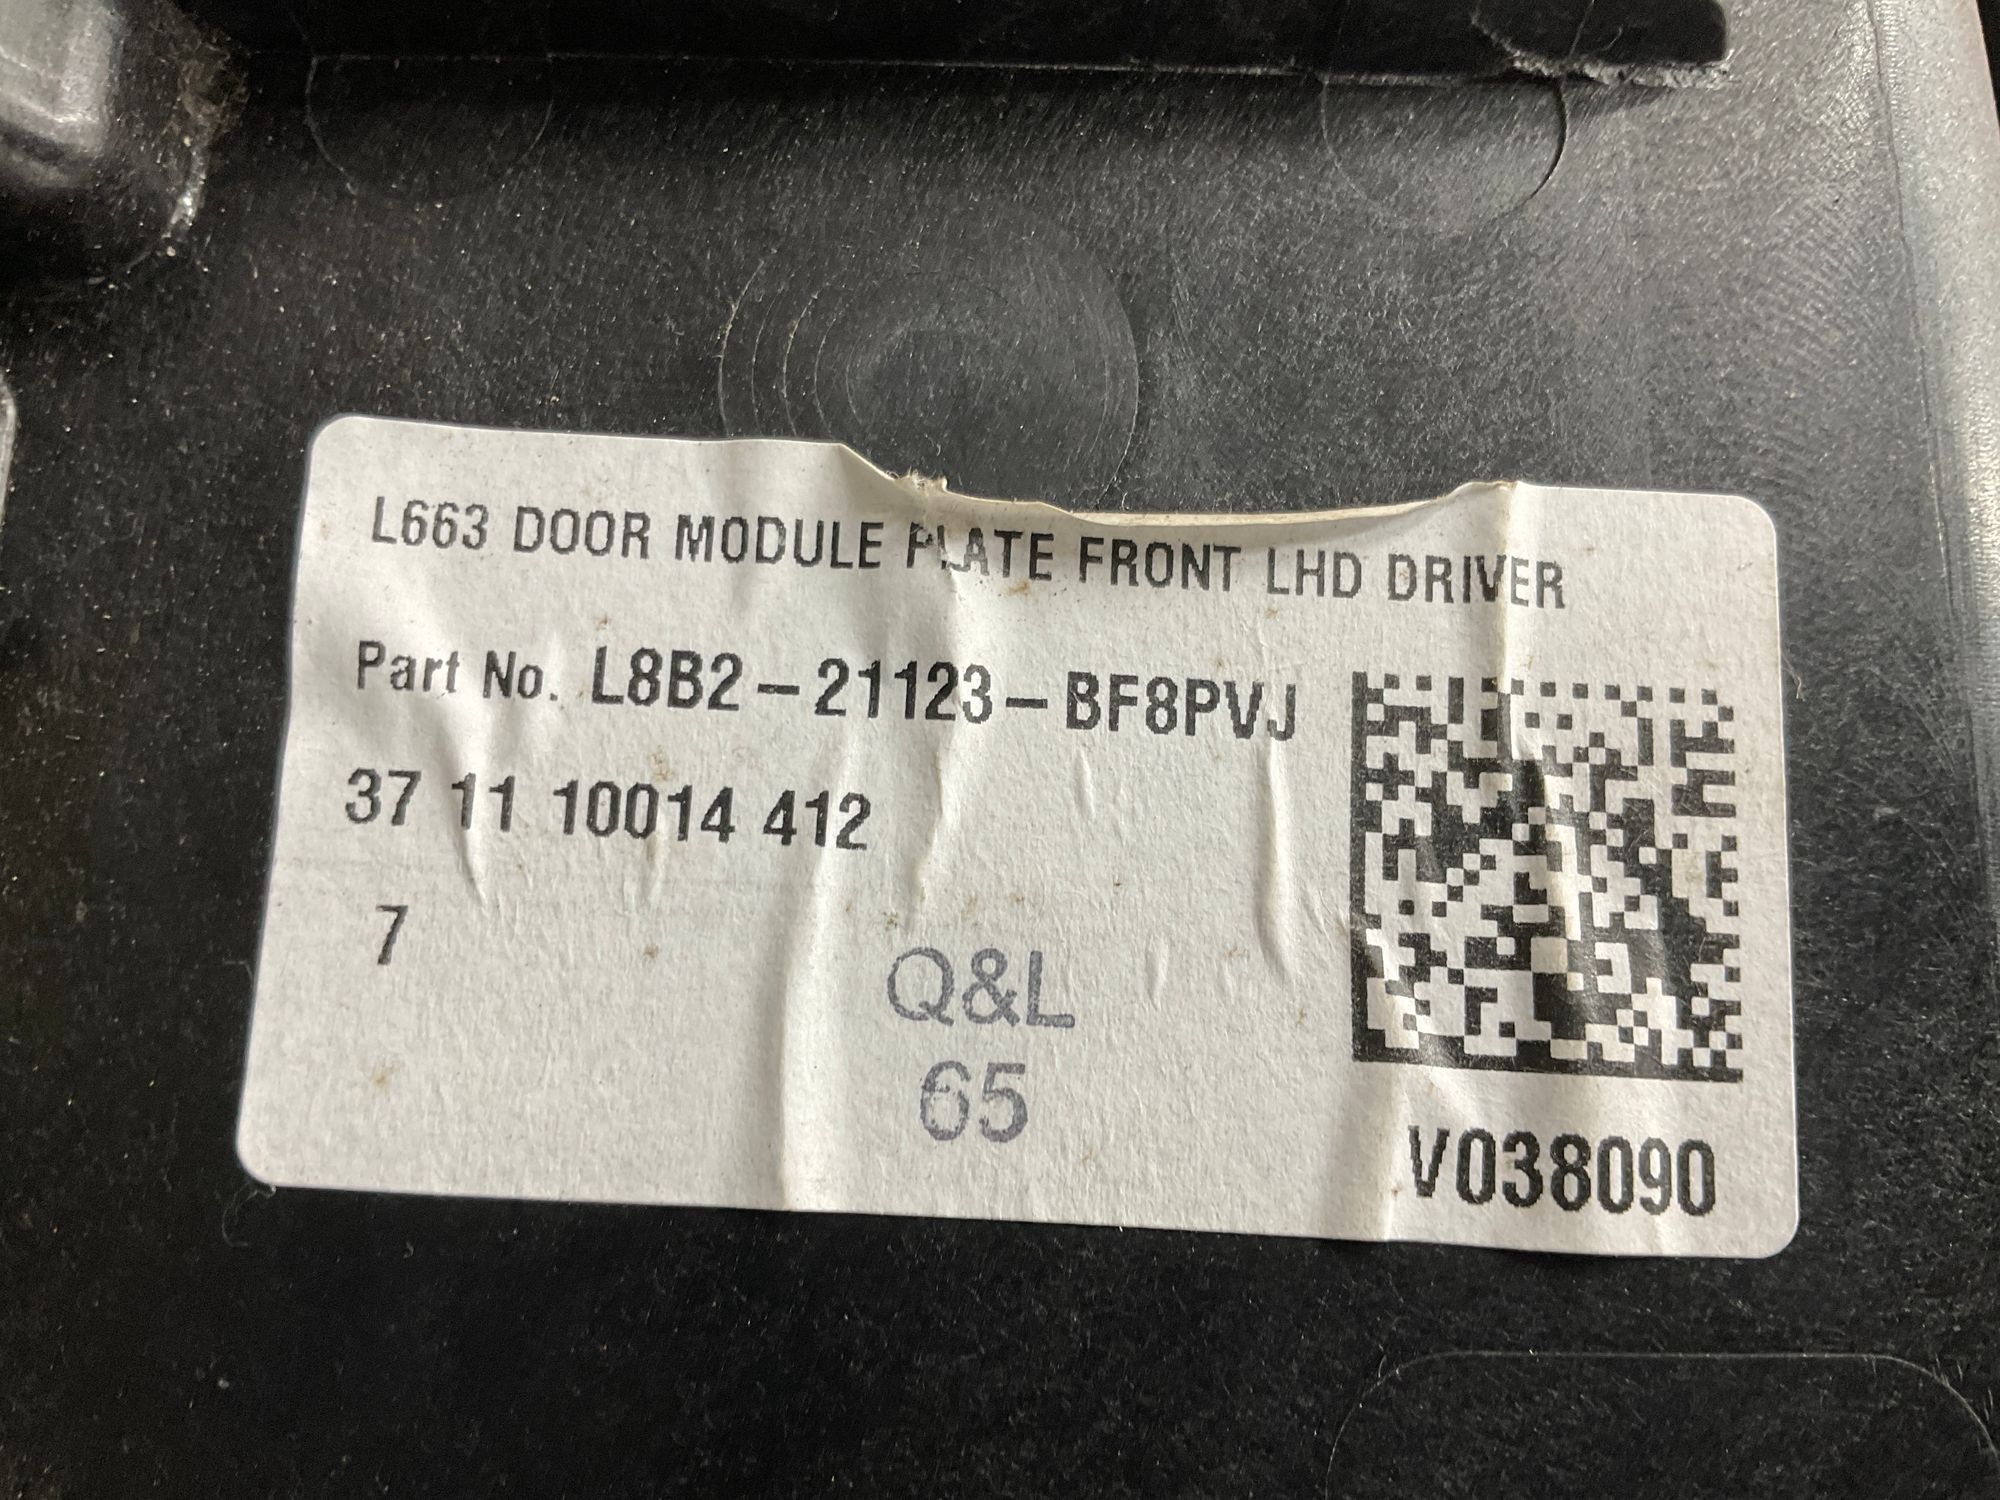 L663 DOOR MODULE PLATE FRONT LHD DRIVER
Part No. L8B2-21123-BF8PVJ
37 11 10014 412
7
Q&L
65
V038090